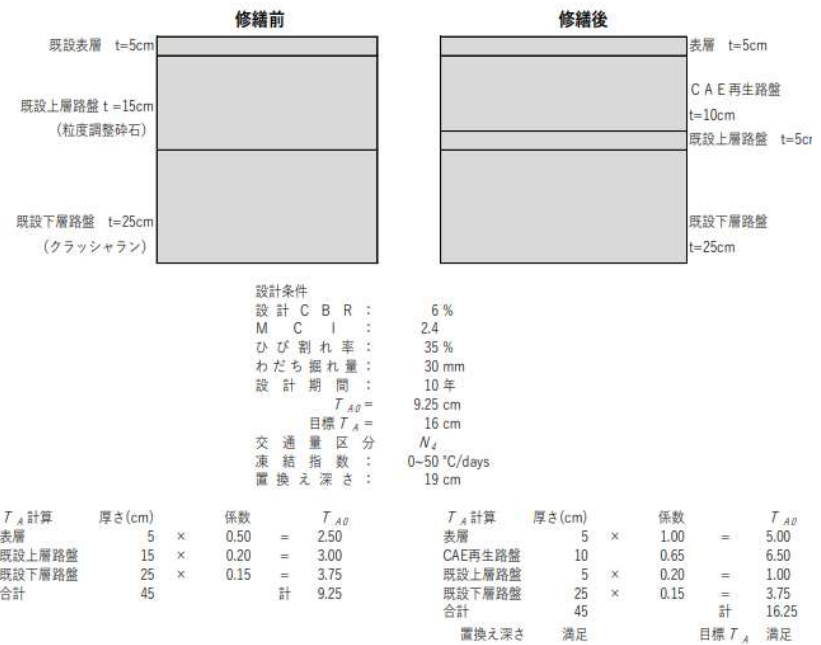 修繕前
既設表層 t=5cm
既設上層路盤 t =15cm
(粒度調整砕石)
既設下層路盤 t=25cm
(クラッシャラン)
修繕後
表層 t=5cm
CAE再生路盤
t=10cm
既設上層路盤 t=5cm
既設下層路盤
t=25cm
設計条件
設計CBR: 6 %
MCI: 2.4
ひび割れ率: 35 %
わだち掘れ量: 30 mm
設計期間: 10 年
TA0= 9.25 cm
目標TA= 16 cm
交通量区分 N4
凍結指数: 0~50 ℃/days
置換え深さ: 19 cm
TA計算 厚さ(cm) 係数 TA0
表層 5 × 0.50 = 2.50
既設上層路盤 15 × 0.20 = 3.00
既設下層路盤 25 × 0.15 = 3.75
合計 45 計 9.25
TA計算 厚さ(cm) 係数 TA0
表層 5 × 1.00 = 5.00
CAE再生路盤 10 0.65 6.50
既設上層路盤 5 × 0.20 = 1.00
既設下層路盤 25 × 0.15 = 3.75
合計 45 計 16.25
置換え深さ 満足 目標TA 満足